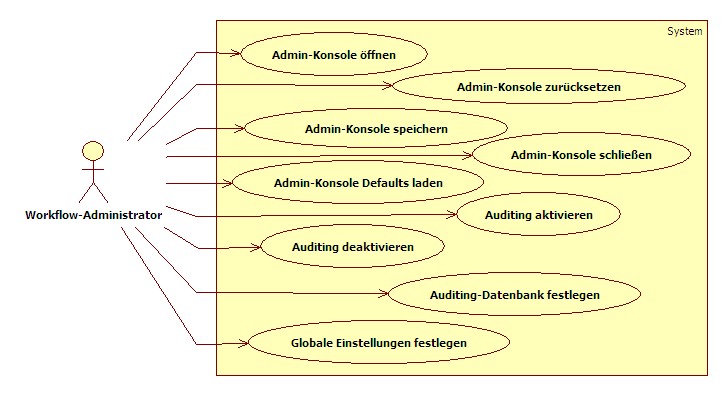 System
Admin-Konsole öffnen
Admin-Konsole zurücksetzen
Admin-Konsole speichern
Admin-Konsole schließen
Admin-Konsole Defaults laden
Workflow-Administrator
Auditing aktivieren
Auditing deaktivieren
Auditing-Datenbank festlegen
Globale Einstellungen festlegen